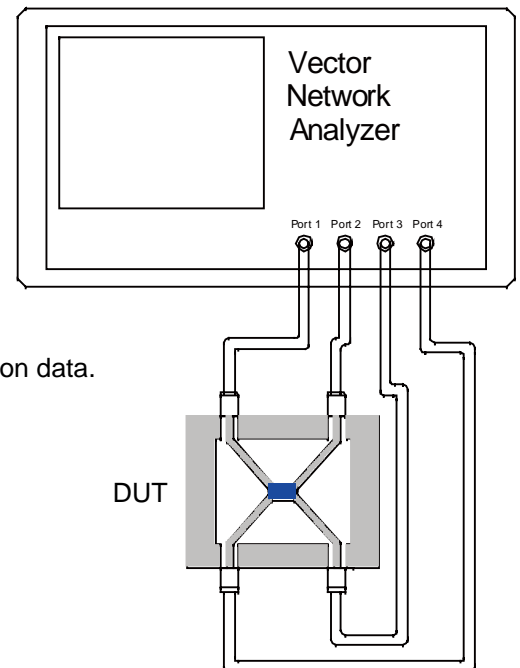 Vector
Network
Analyzer
Port 1 Port 2 Port 3 Port 4
on data.
DUT